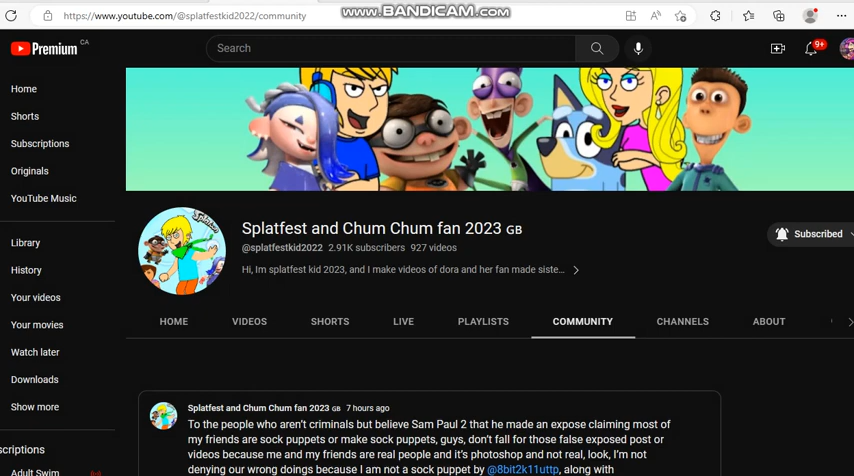 https://www.youtube.com/@splatfestkid2022/community
www.BANDICAM.com
Premium CA
Search
9+
Home
Shorts
Subscriptions
Originals
YouTube Music
Library
History
Your videos
Your movies
Watch later
Downloads
Show more
scriptions
Adult Swim
Splatoon
Splatfest and Chum Chum fan 2023 GB
@splatfestkid2022 2.91K subscribers 927 videos
Hi, Im splatfest kid 2023, and I make videos of dora and her fan made siste...
Subscribed
HOME VIDEOS SHORTS LIVE PLAYLISTS COMMUNITY CHANNELS ABOUT
Splatfest and Chum Chum fan 2023 GB 7 hours ago
To the people who aren't criminals but believe Sam Paul 2 that he made an expose claiming most of
my friends are sock puppets or make sock puppets, guys, don't fall for those false exposed post or
videos because me and my friends are real people and it's photoshop and not real, look, I'm not
denying our wrong doings because I am not a sock puppet by @8bit2k11uttp, along with